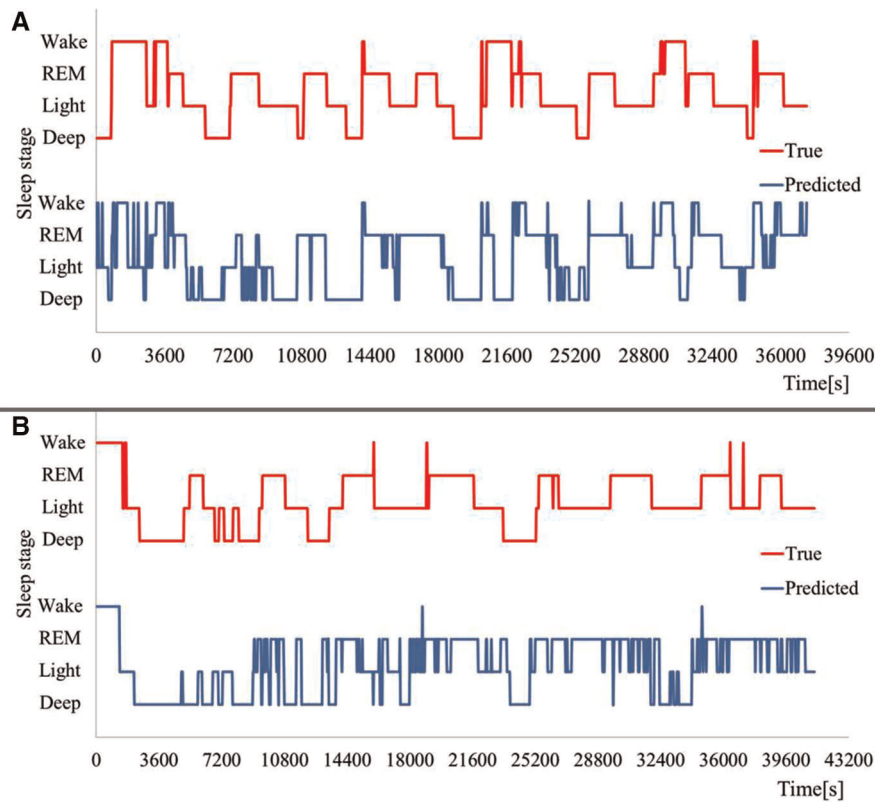 A
Wake
REM
Light
Deep
Sleep stage
True
Predicted
Wake
REM
Light
Deep
0 3600 7200 10800 14400 18000 21600 25200 28800 32400 36000 39600
Time[s]
B
Wake
REM
Light
Deep
Sleep stage
True
Predicted
Wake
REM
Light
Deep
0 3600 7200 10800 14400 18000 21600 25200 28800 32400 36000 39600 43200
Time[s]